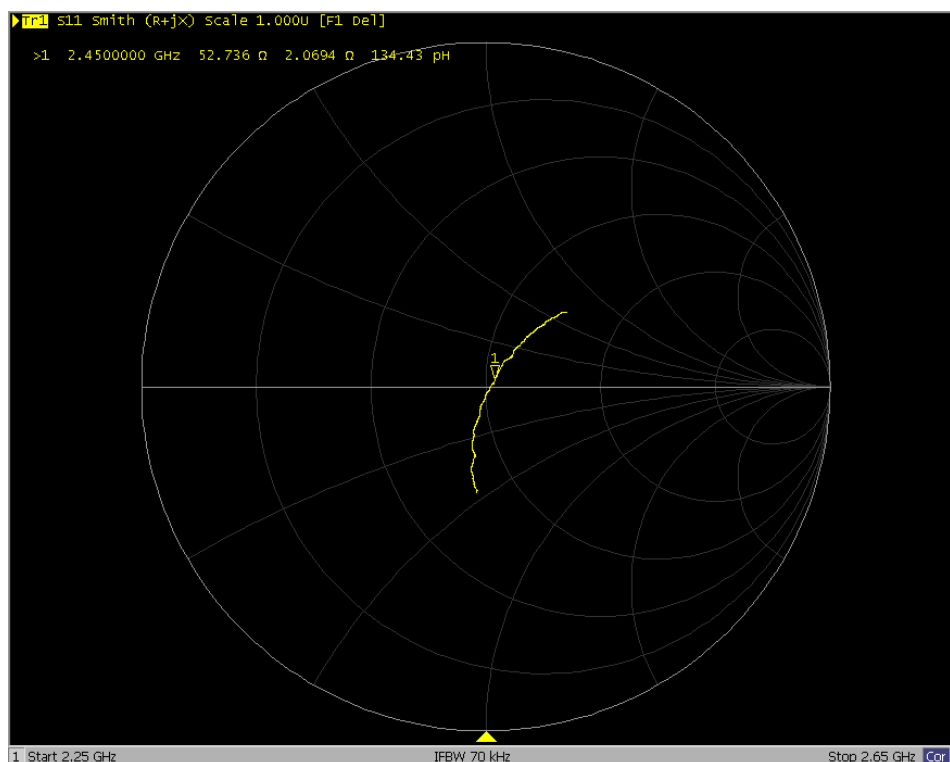 Tr1 S11 Smith (R+jX) Scale 1.000U [F1 Del]
>1 2.4500000 GHz 52.736 Ω 2.0694 Ω 134.43 pH
1
1 Start 2.25 GHz IFBW 70 kHz Stop 2.65 GHz Cor